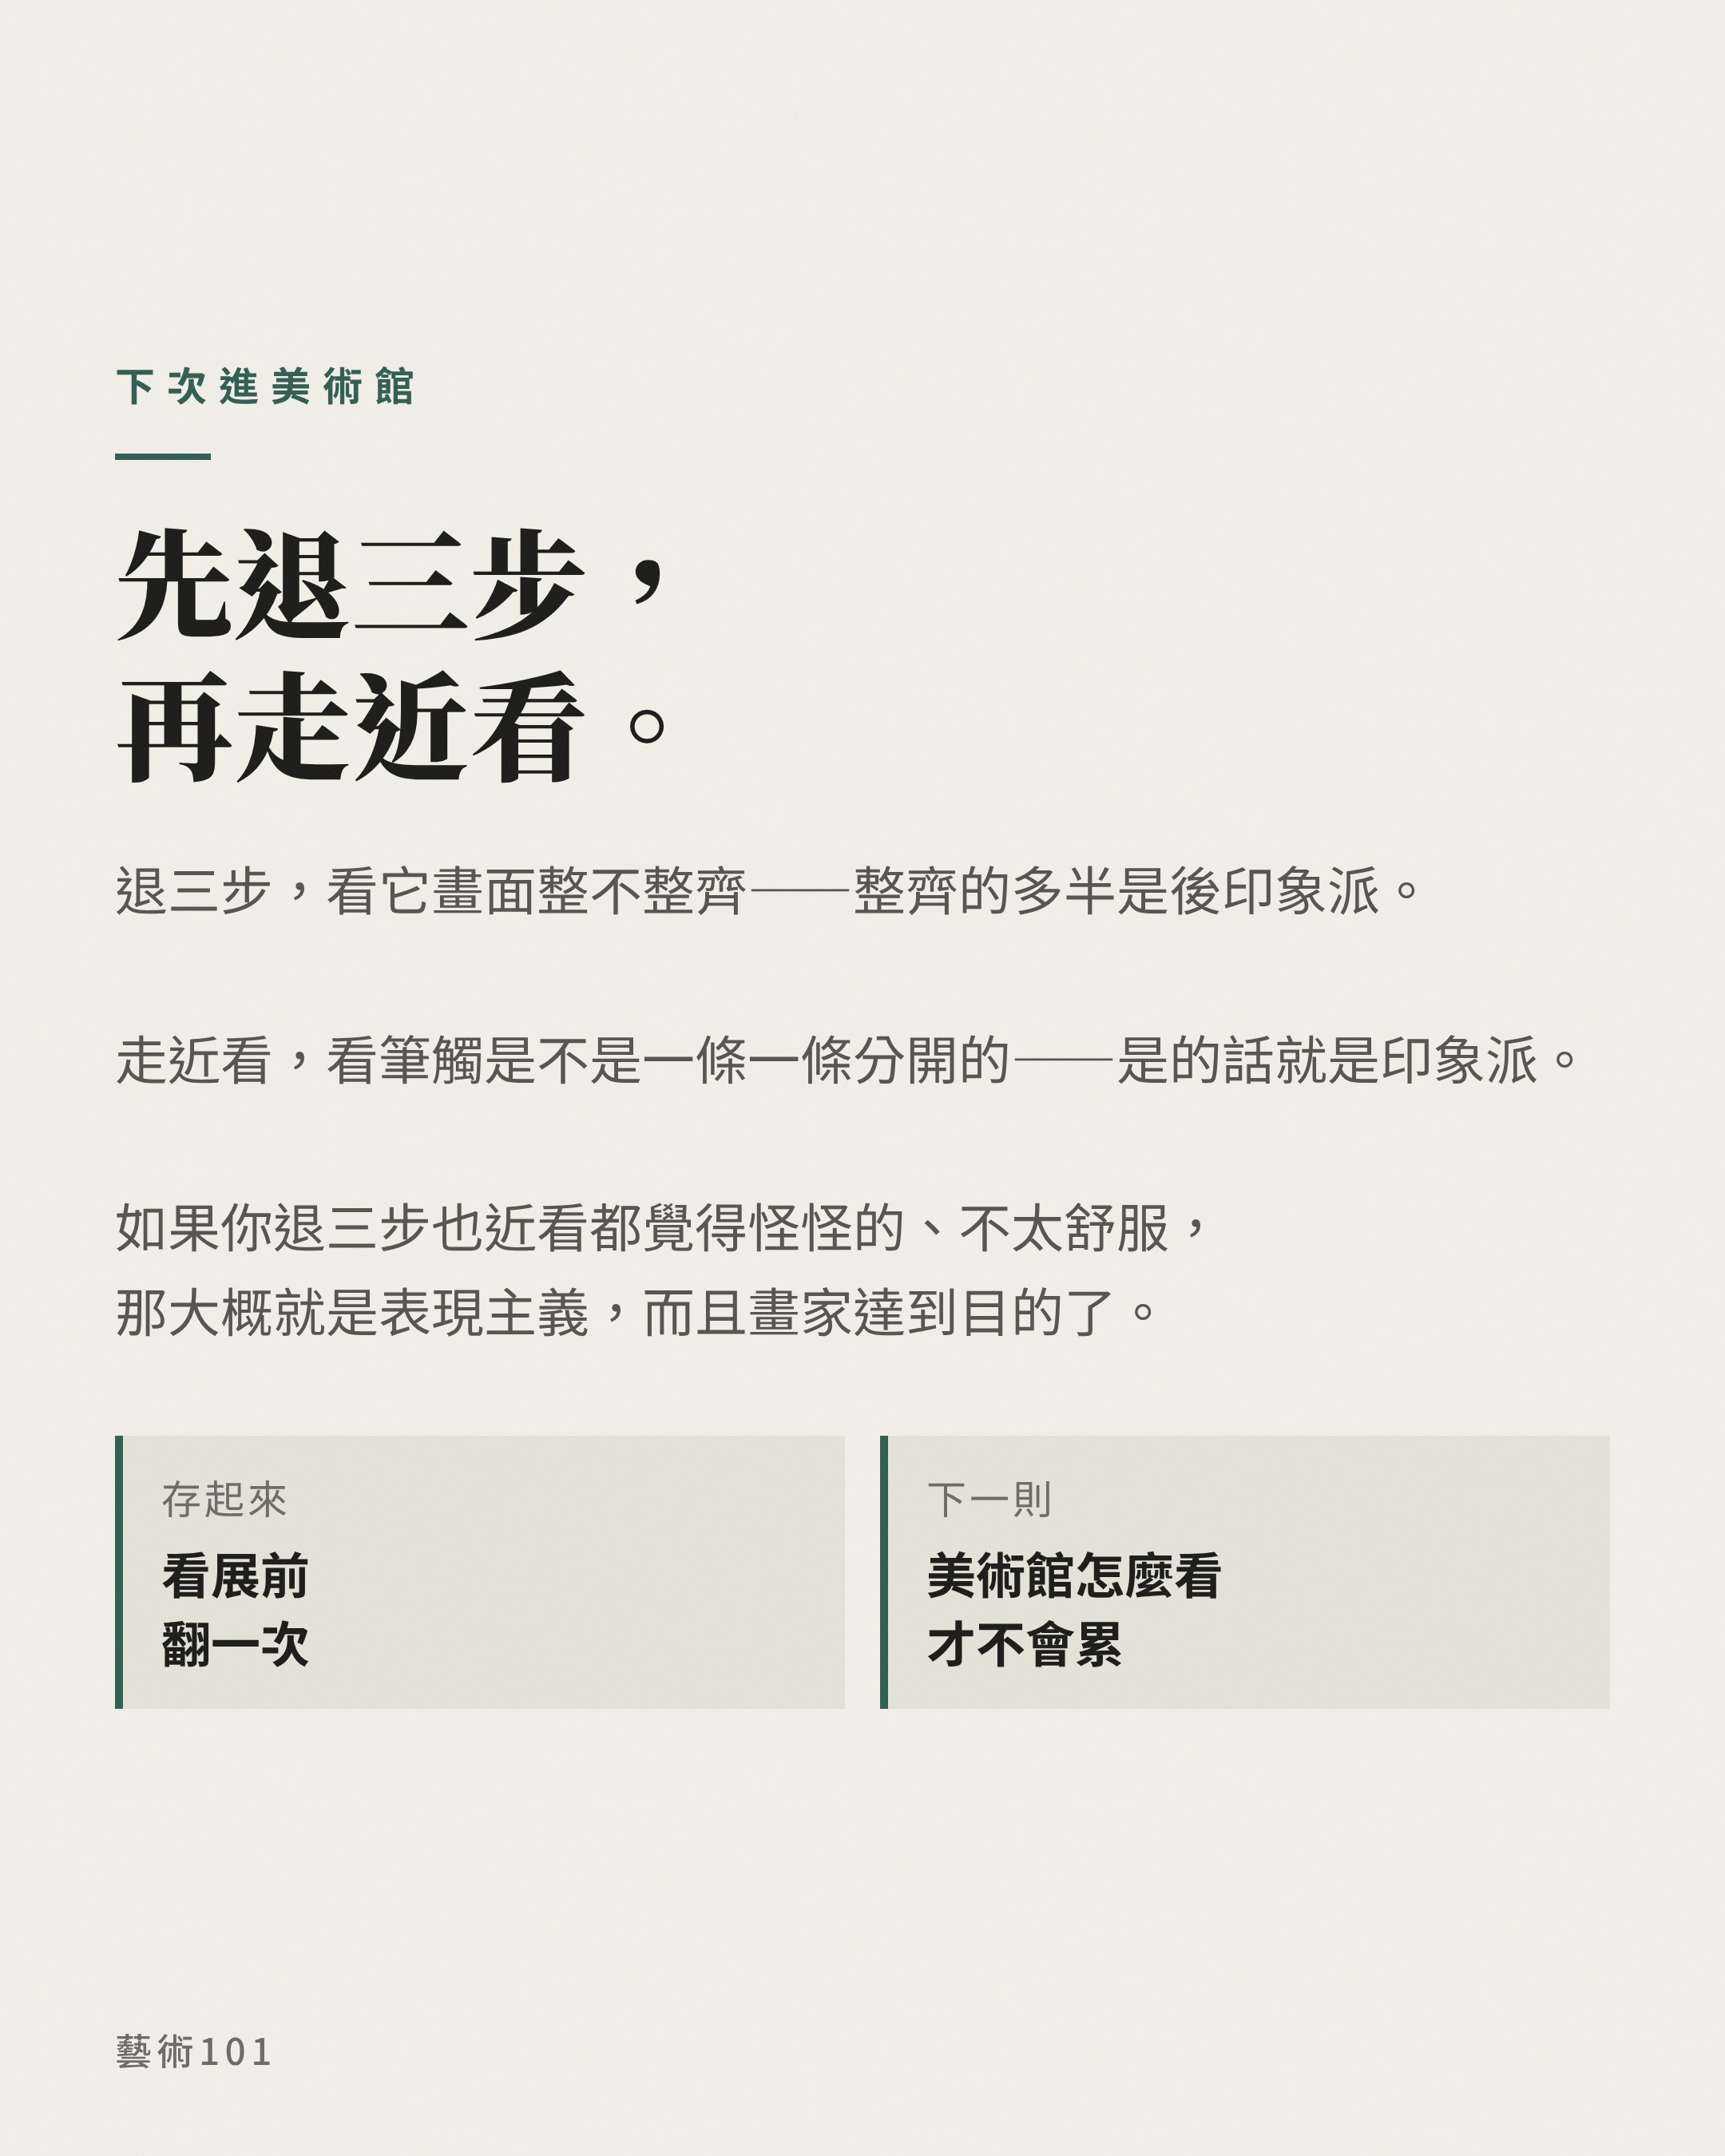 下次進美術館
先退三步，
再走近看。
退三步，看它畫面整不整齊——整齊的多半是後印象派。
走近看，看筆觸是不是一條一條分開的——是的話就是印象派。
如果你退三步也近看都覺得怪怪的、不太舒服，
那大概就是表現主義，而且畫家達到目的了。
存起來
看展前
翻一次
下一則
美術館怎麼看
才不會累
藝術101